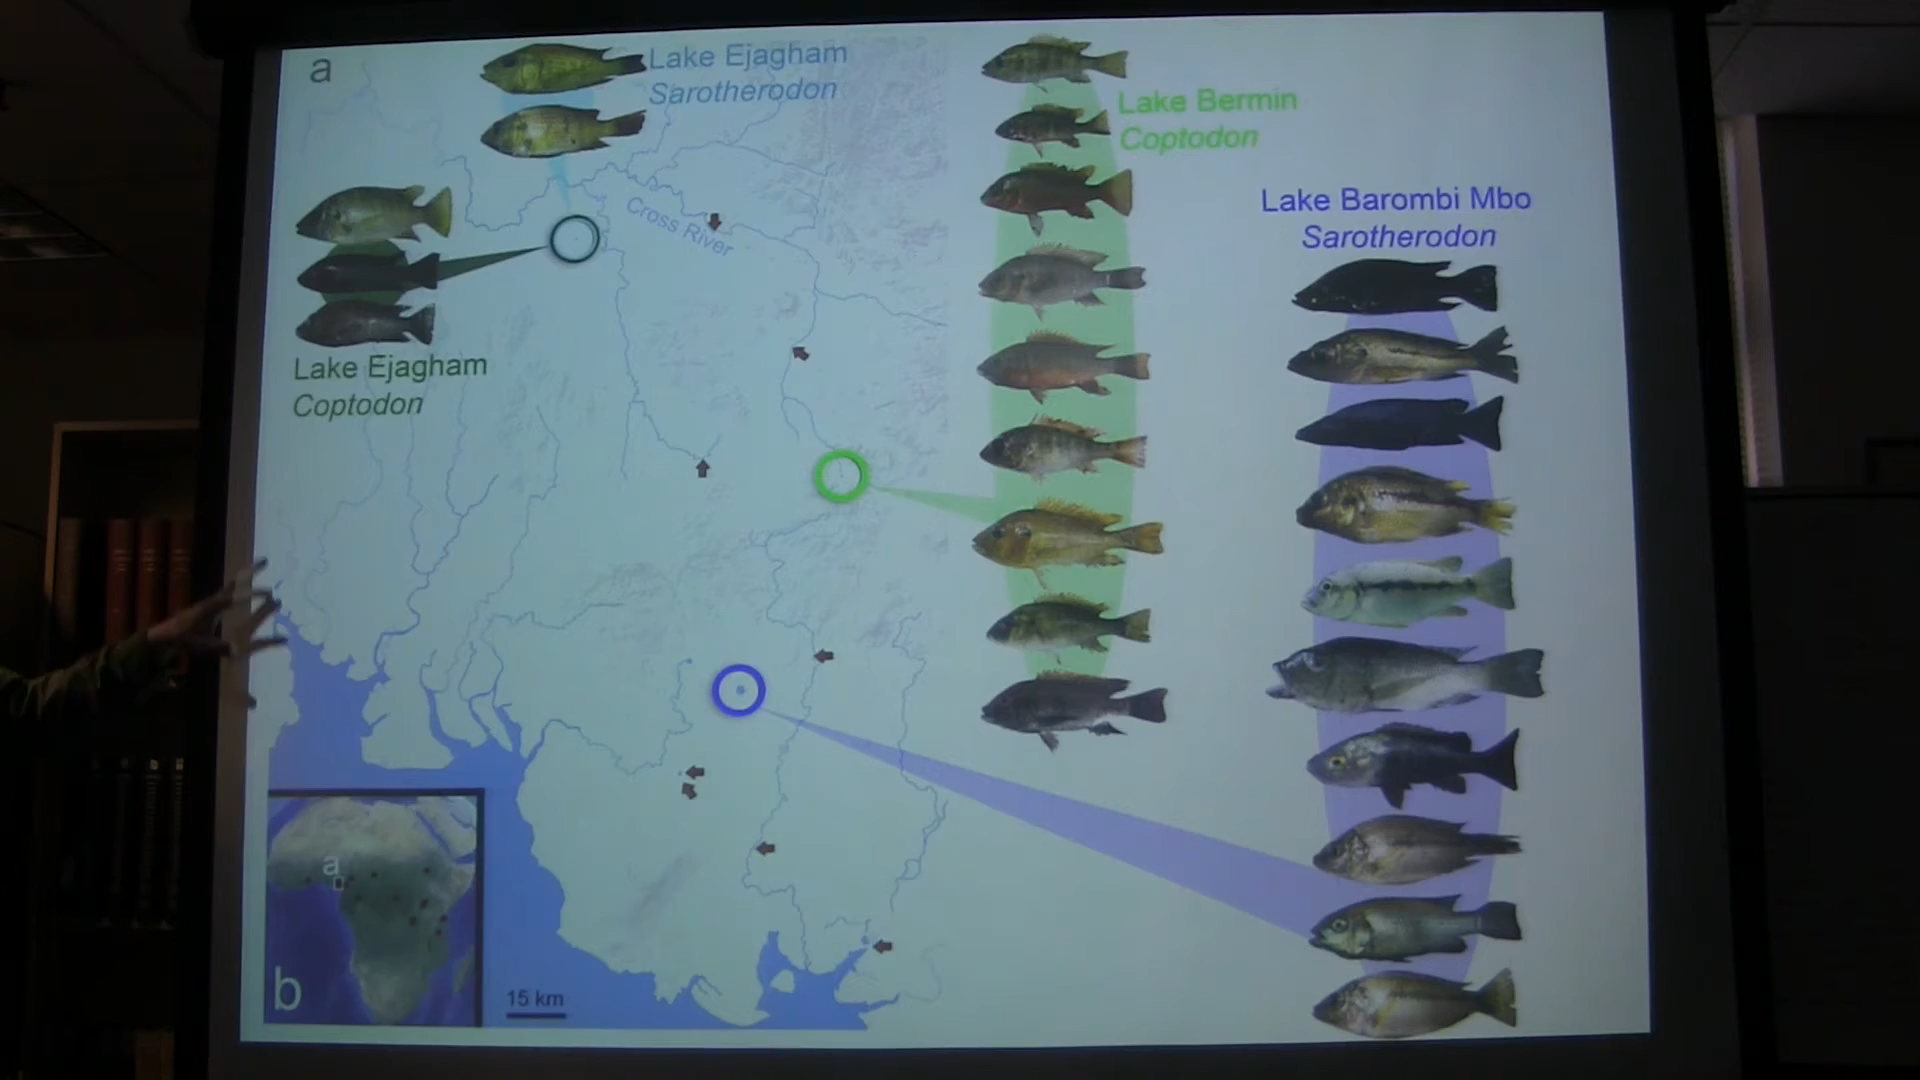 a
Lake Ejagham
Sarotherodon
Lake Bermin
Coptodon
Lake Barombi Mbo
Sarotherodon
Cross River
Lake Ejagham
Coptodon
a
b
15 km